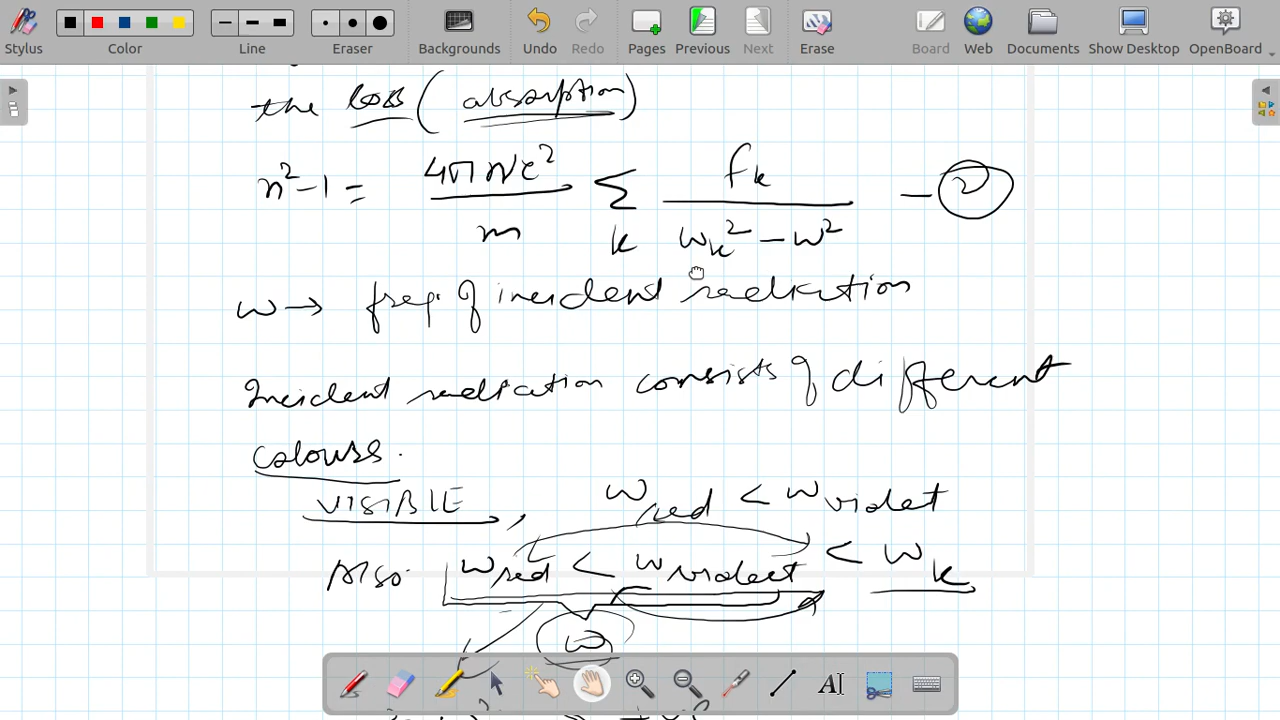 Stylus Color Line Eraser Backgrounds Undo Redo Pages Previous Next Erase Board Web Documents Show Desktop OpenBoard
the loss (absorption)
n²-1 = 4πNe²/m Σ_k f_k/(ω_k² - ω²) - ②
ω → freq. of incident radiation
Incident radiation consists of different
colours.
VISIBLE, ω_red < ω_violet
Also ω_red < ω_violet < ω_k
ω